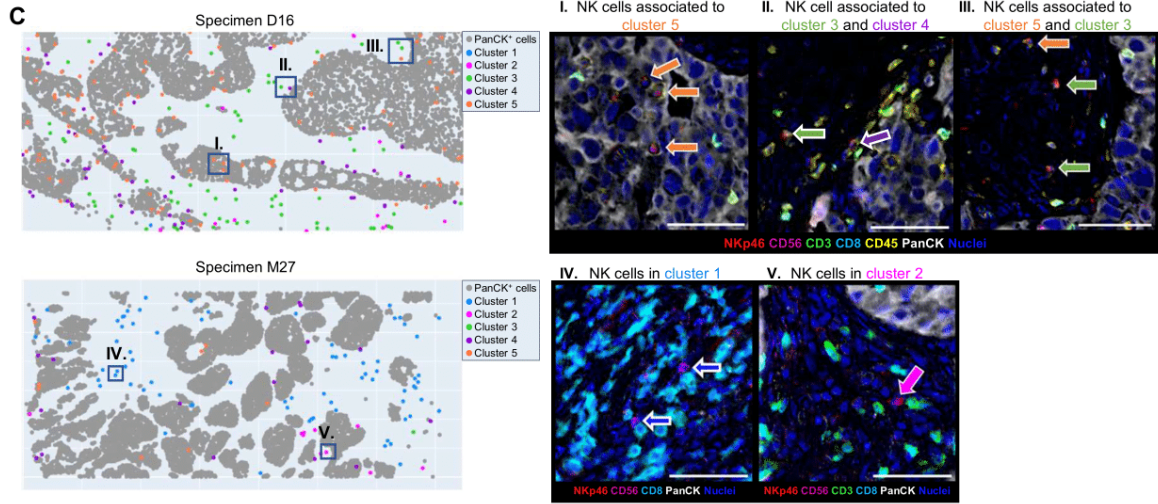 C
Specimen D16
I.
II.
III.
PanCK⁺ cells
Cluster 1
Cluster 2
Cluster 3
Cluster 4
Cluster 5
I. NK cells associated to
cluster 5
II. NK cell associated to
cluster 3 and cluster 4
III. NK cells associated to
cluster 5 and cluster 3
NKp46 CD56 CD3 CD8 CD45 PanCK Nuclei
Specimen M27
IV.
V.
PanCK⁺ cells
Cluster 1
Cluster 2
Cluster 3
Cluster 4
Cluster 5
IV. NK cells in cluster 1
V. NK cells in cluster 2
NKp46 CD56 CD8 PanCK Nuclei
NKp46 CD56 CD3 CD8 PanCK Nuclei